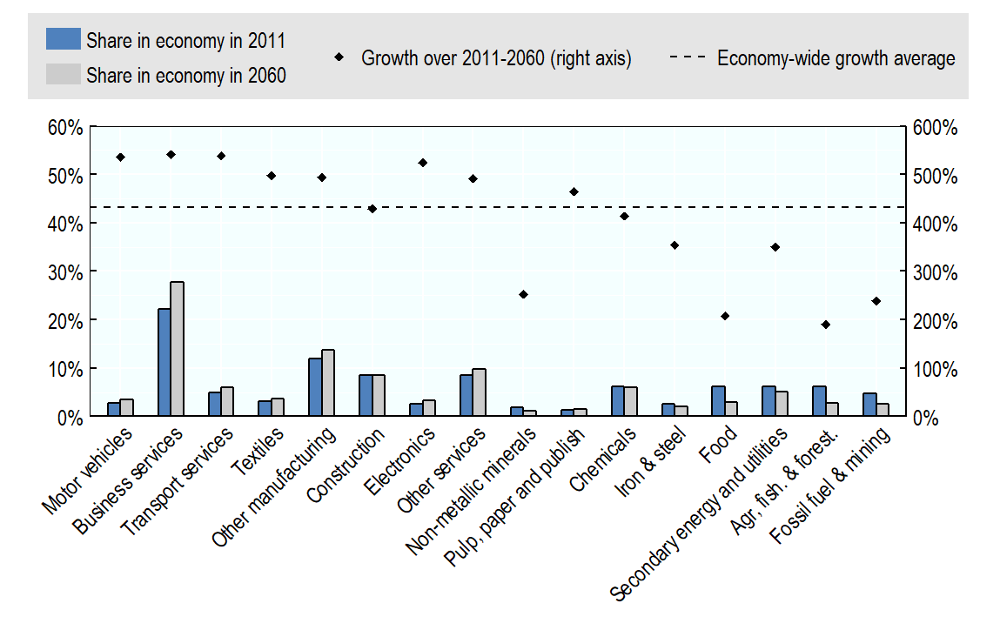 Share in economy in 2011
Share in economy in 2060
Growth over 2011-2060 (right axis)
Economy-wide growth average
60%
50%
40%
30%
20%
10%
0%
600%
500%
400%
300%
200%
100%
0%
Motor vehicles
Business services
Transport services
Textiles
Other manufacturing
Construction
Electronics
Other services
Non-metallic minerals
Pulp, paper and publish
Chemicals
Iron & steel
Food
Secondary energy and utilities
Agr, fish. & forest.
Fossil fuel & mining